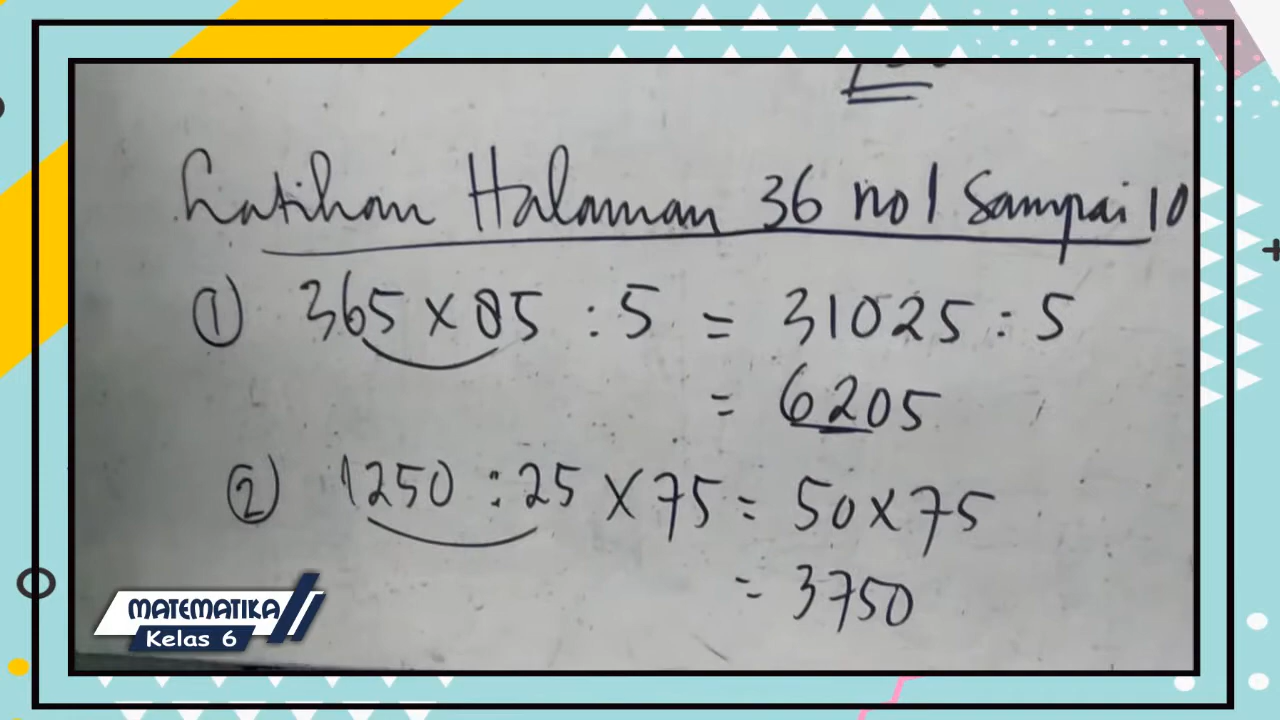 Latihan Halaman 36 no 1 Sampai 10
① 365 x 85 : 5 = 31025 : 5
= 6205
② 1250 : 25 X 75 = 50 x 75
= 3750
MATEMATIKA
Kelas 6